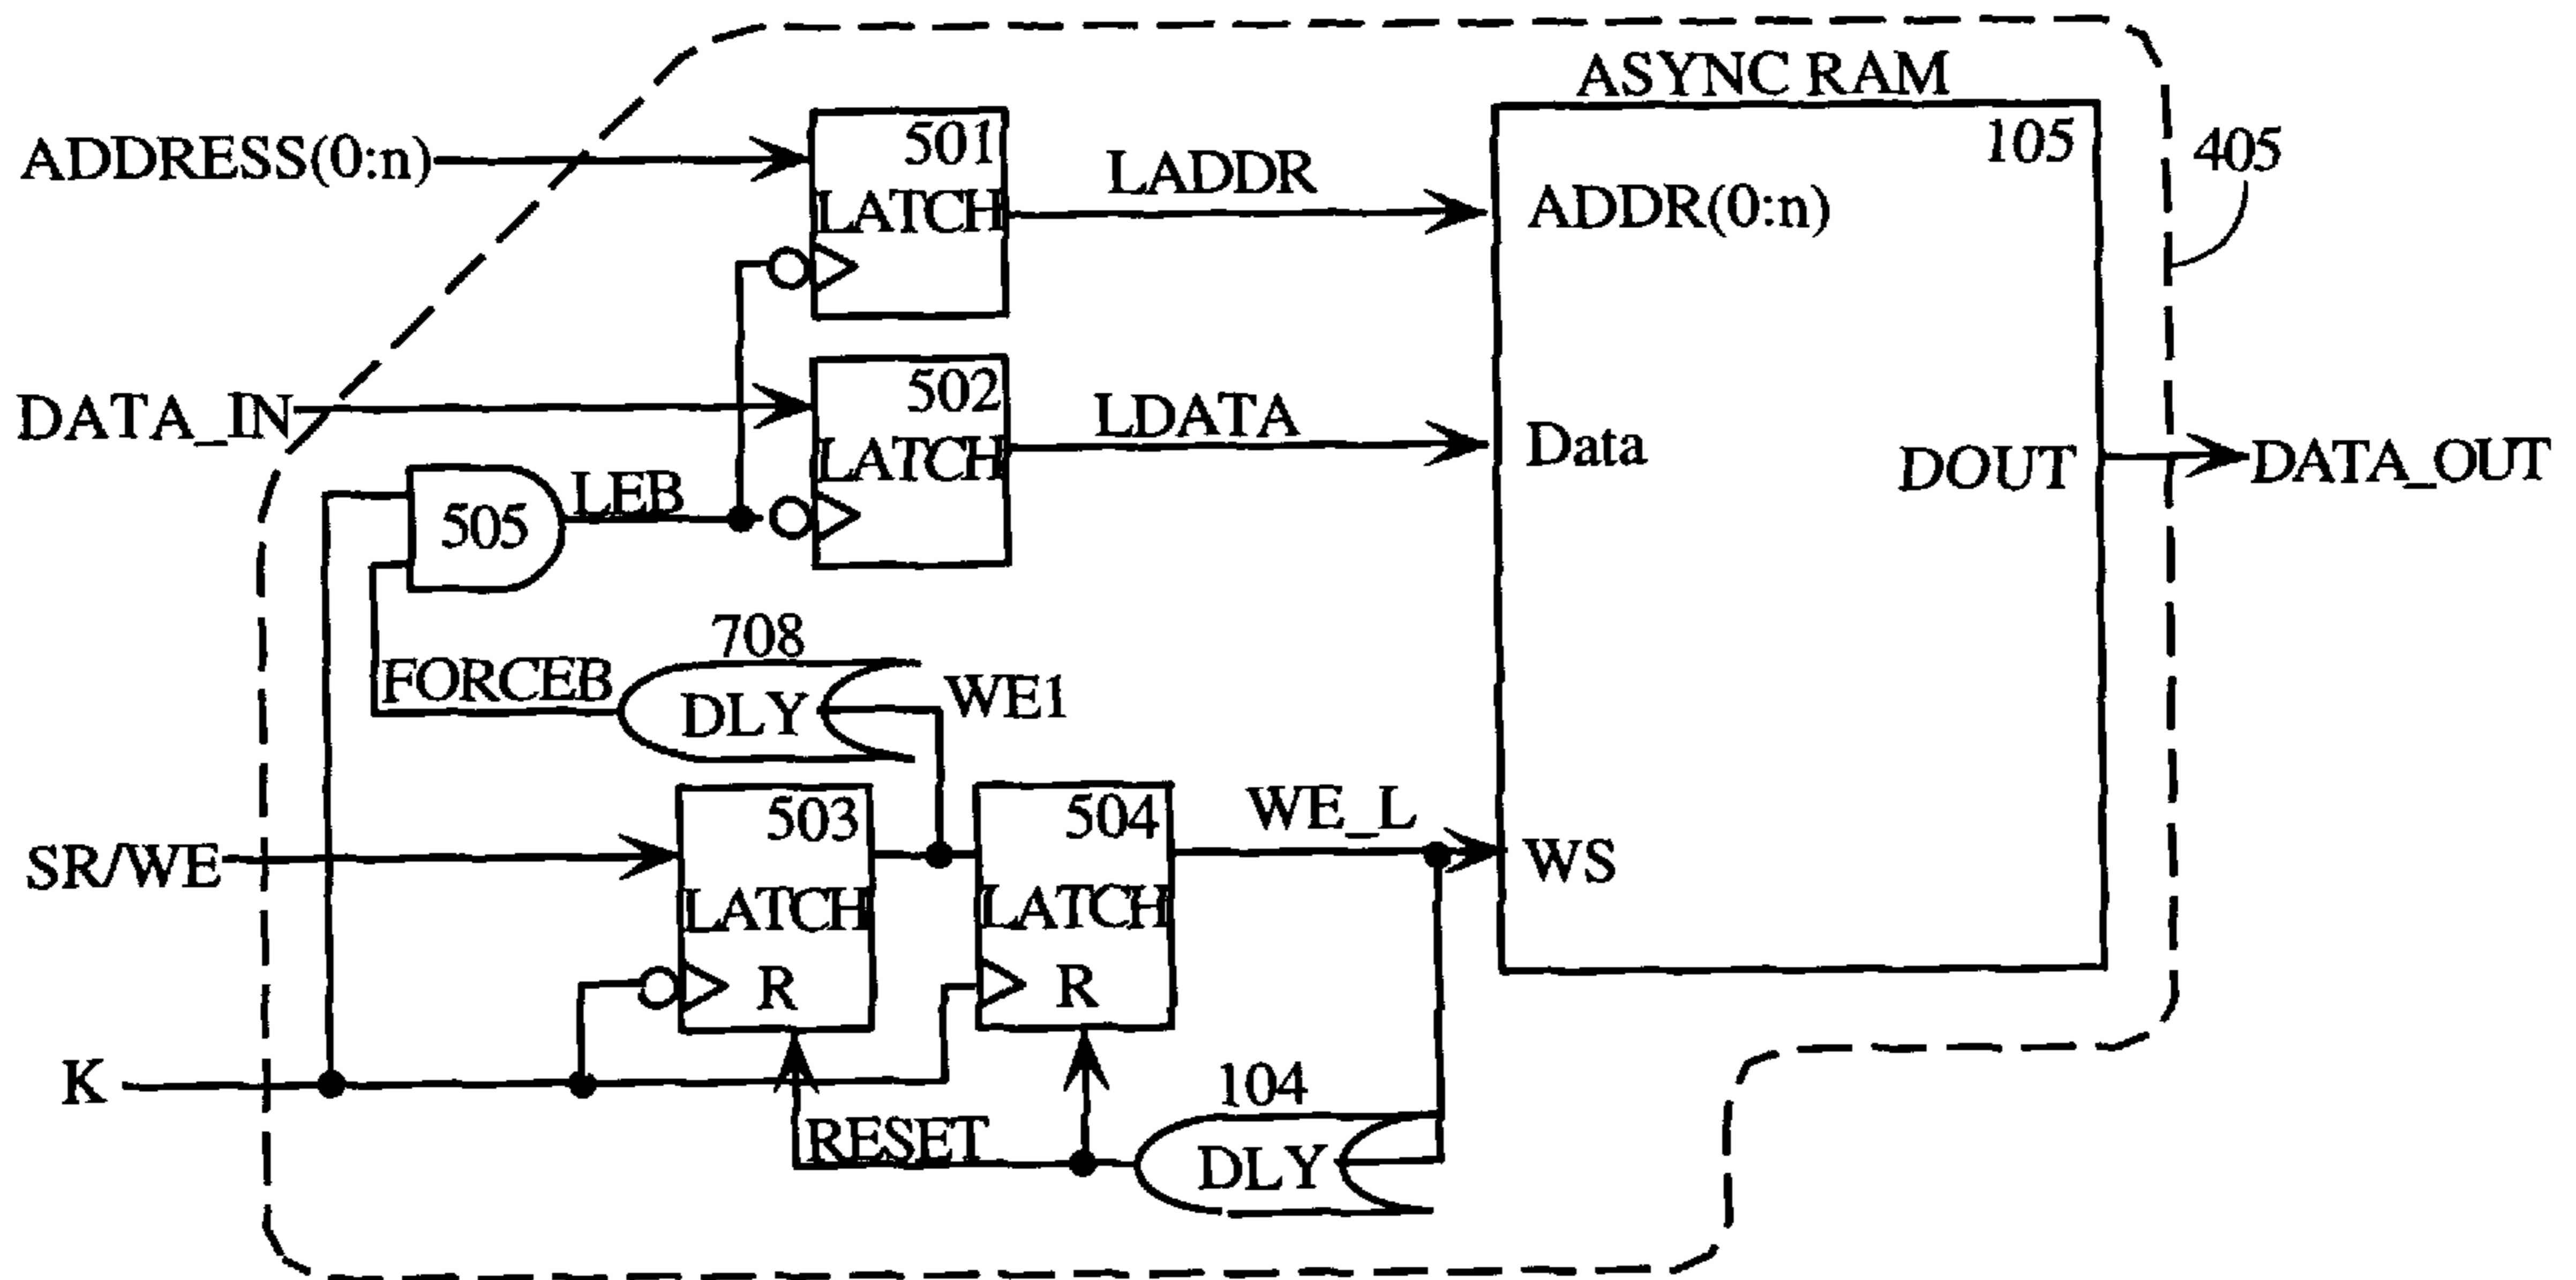 ASYNC RAM
105
405
ADDRESS(0:n)
501
LATCH
LADDR
ADDR(0:n)
DATA_IN
502
LATCH
LDATA
Data
DOUT
DATA_OUT
505
LEB
708
FORCEB
DLY
WE1
503
LATCH
R
504
LATCH
R
WE_L
WS
SR/WE
K
RESET
104
DLY